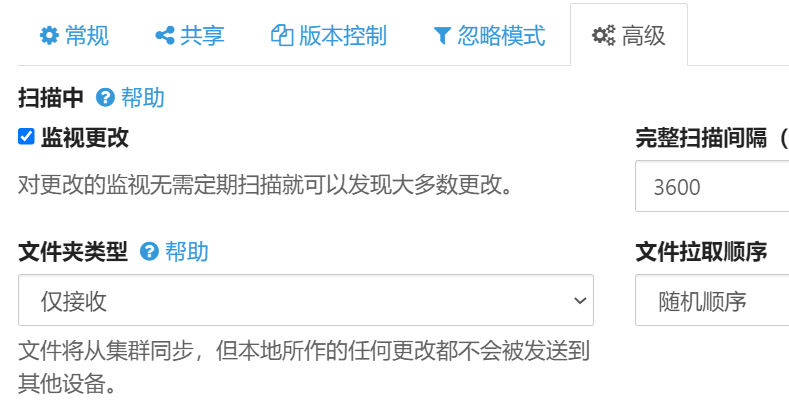 常规 共享 版本控制 忽略模式 高级
扫描中 帮助
监视更改 完整扫描间隔（
对更改的监视无需定期扫描就可以发现大多数更改。 3600
文件夹类型 帮助 文件拉取顺序
仅接收 随机顺序
文件将从集群同步，但本地所作的任何更改都不会被发送到
其他设备。